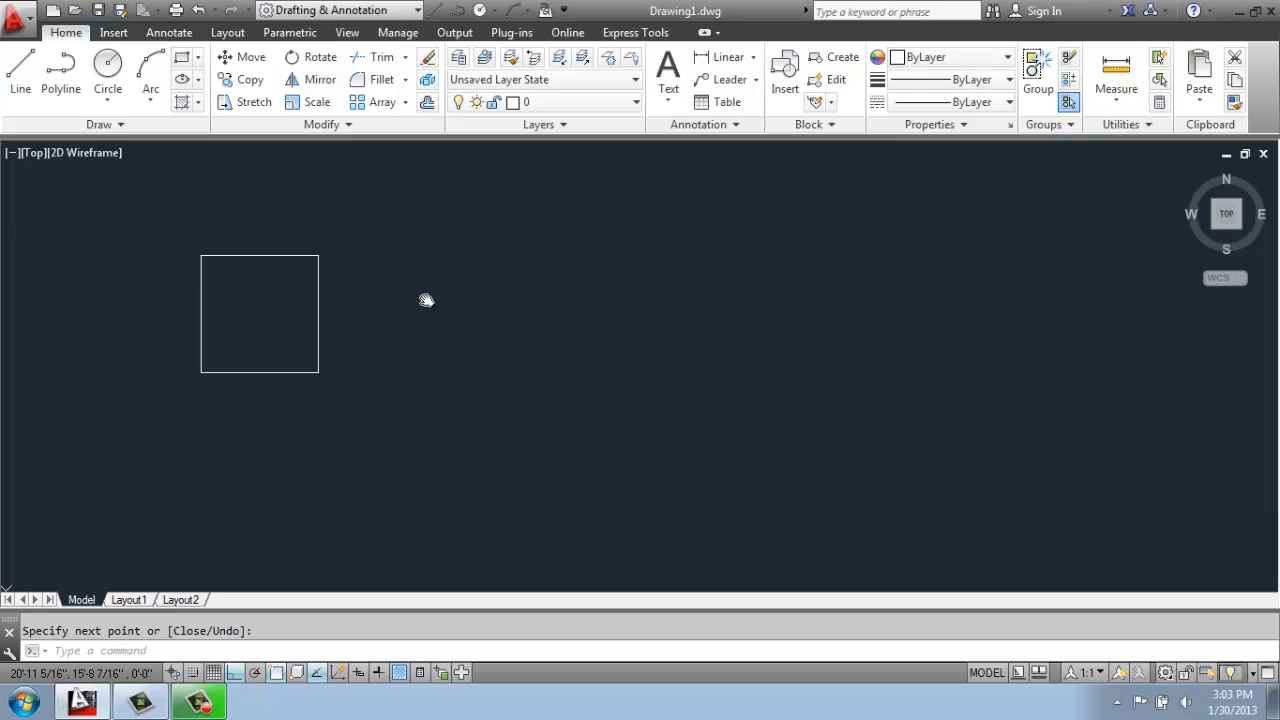 Drafting & Annotation Drawing1.dwg Type a keyword or phrase Sign In
Home Insert Annotate Layout Parametric View Manage Output Plug-ins Online Express Tools
Move Rotate Trim Linear Create ByLayer
Copy Mirror Fillet Unsaved Layer State Leader Edit ByLayer
Line Polyline Circle Arc Text Insert Group Measure Paste
Stretch Scale Array 0 Table ByLayer
Draw Modify Layers Annotation Block Properties Groups Utilities Clipboard
[−][Top][2D Wireframe]
N
W TOP E
S
WCS
Model Layout1 Layout2
Specify next point or [Close/Undo]:
Type a command
20'-11 5/16", 15'-8 7/16", 0'-0" MODEL 1:1
3:03 PM
1/30/2013